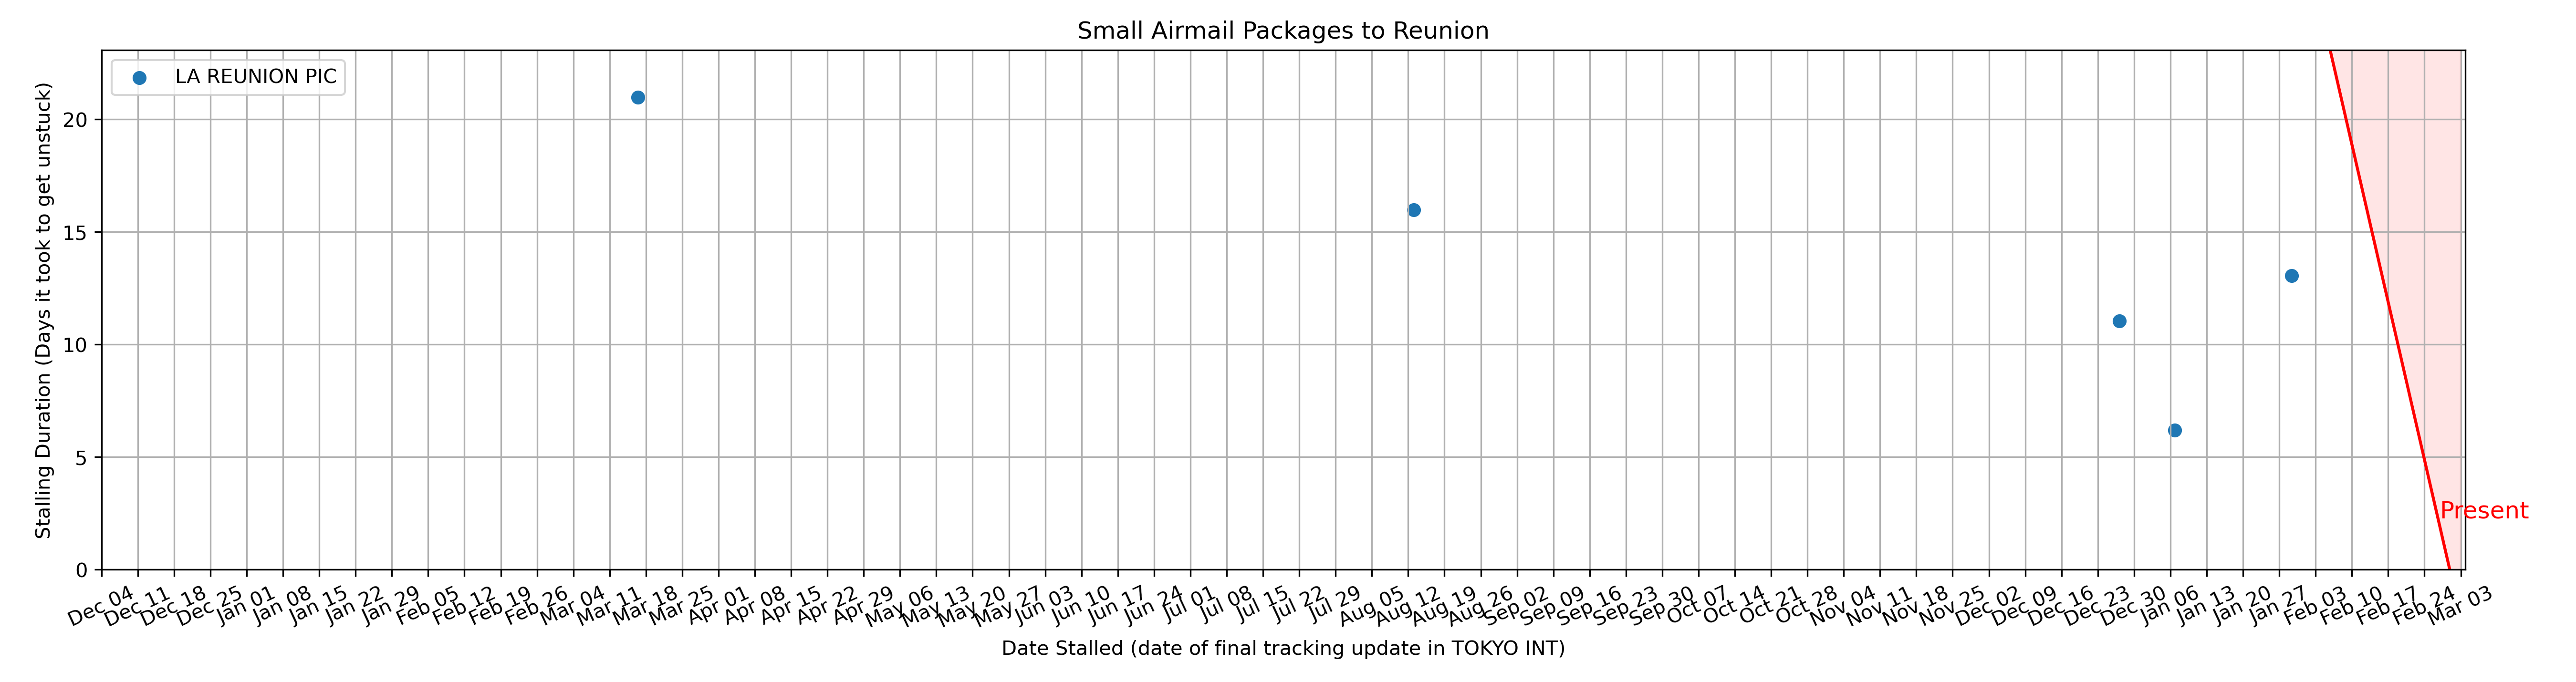 Small Airmail Packages to Reunion
LA REUNION PIC
Stalling Duration (Days it took to get unstuck)
20
15
10
5
0
Present
Dec 04
Dec 11
Dec 18
Dec 25
Jan 01
Jan 08
Jan 15
Jan 22
Jan 29
Feb 05
Feb 12
Feb 19
Feb 26
Mar 04
Mar 11
Mar 18
Mar 25
Apr 01
Apr 08
Apr 15
Apr 22
Apr 29
May 06
May 13
May 20
May 27
Jun 03
Jun 10
Jun 17
Jun 24
Jul 01
Jul 08
Jul 15
Jul 22
Jul 29
Aug 05
Aug 12
Aug 19
Aug 26
Sep 02
Sep 09
Sep 16
Sep 23
Sep 30
Oct 07
Oct 14
Oct 21
Oct 28
Nov 04
Nov 11
Nov 18
Nov 25
Dec 02
Dec 09
Dec 16
Dec 23
Dec 30
Jan 06
Jan 13
Jan 20
Jan 27
Feb 03
Feb 10
Feb 17
Feb 24
Mar 03
Date Stalled (date of final tracking update in TOKYO INT)